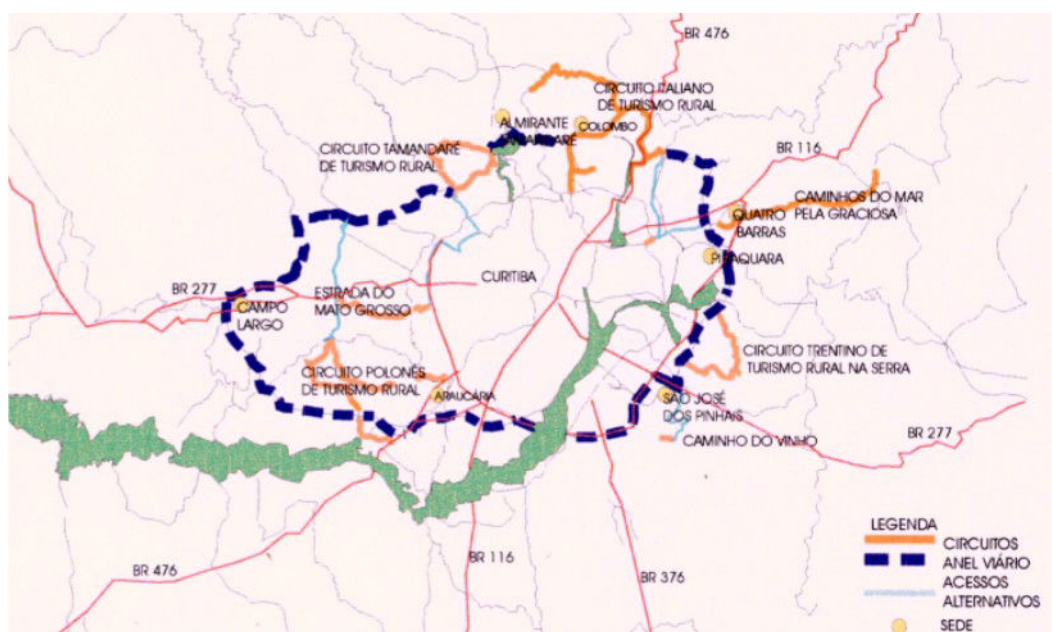 BR 476
CIRCUITO ITALIANO
DE TURISMO RURAL
ALMIRANTE
COLOMBO
CIRCUITO TAMANDARÉ
DE TURISMO RURAL
BR 116
CAMINHOS DO MAR
PELA GRACIOSA
QUATRO
BARRAS
PIRAQUARA
CURITIBA
BR 277
ESTRADA DO
MATO GROSSO
CAMPO
LARGO
CIRCUITO TRENTINO DE
TURISMO RURAL NA SERRA
CIRCUITO POLONÊS
DE TURISMO RURAL
ARAUCÁRIA
SÃO JOSÉ
DOS PINHAIS
CAMINHO DO VINHO
BR 277
LEGENDA
CIRCUITOS
ANEL VIÁRIO
ACESSOS
ALTERNATIVOS
SEDE
BR 116
BR 476
BR 376